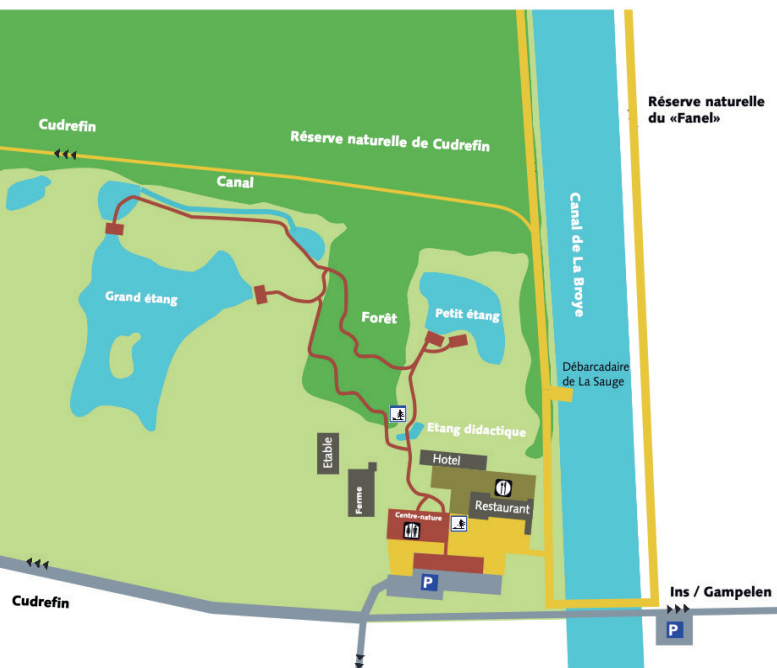 Réserve naturelle
du «Fanel»
Cudrefin
Réserve naturelle de Cudrefin
Canal
Canal de La Broye
Grand étang
Forêt
Petit étang
Débarcadaire
de La Sauge
Etang didactique
Etable
Hotel
Ferme
Restaurant
Centre-nature
P
Ins / Gampelen
Cudrefin
P